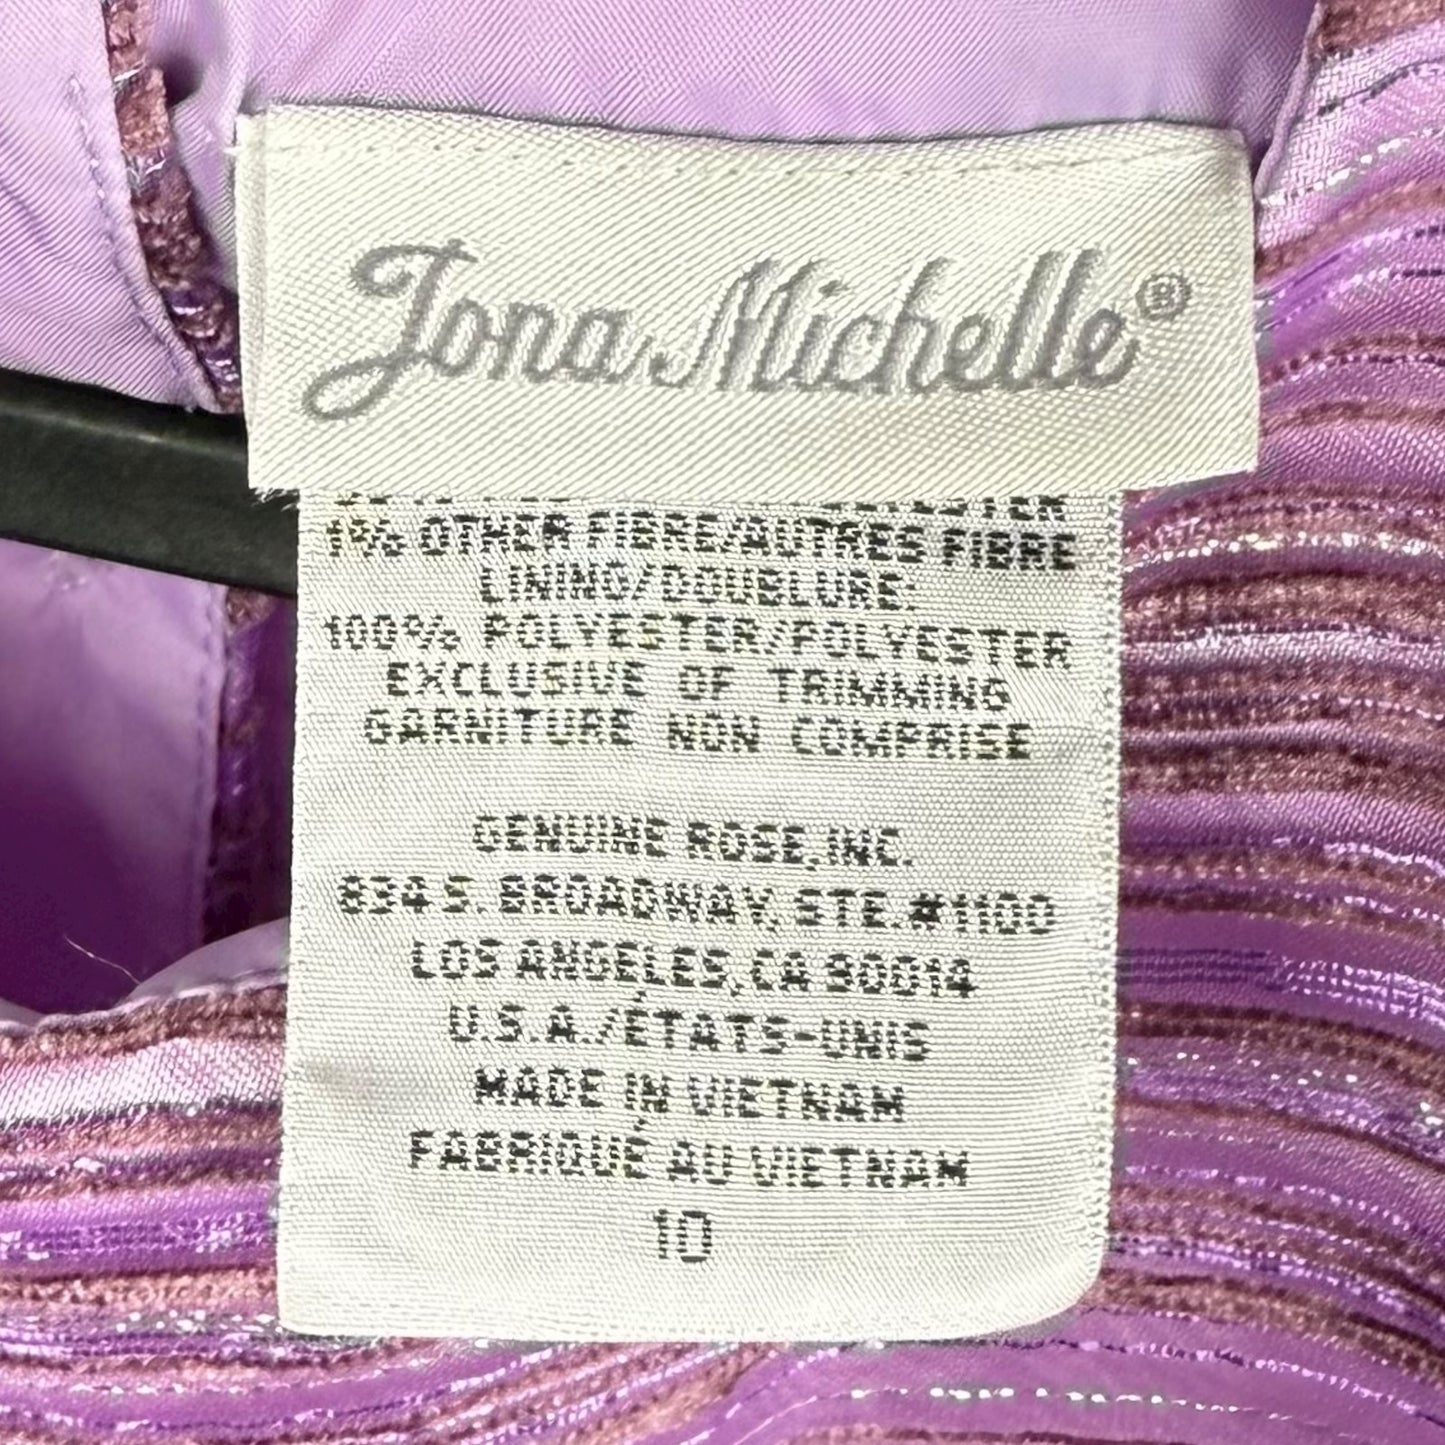 Jona Michelle®
1% OTHER FIBRE/AUTRES FIBRE
LINING/DOUBLURE:
100% POLYESTER/POLYESTER
EXCLUSIVE OF TRIMMING
GARNITURE NON COMPRISE
GENUINE ROSE, INC.
834 S. BROADWAY, STE.#1100
LOS ANGELES, CA 90014
U.S.A./ÉTATS-UNIS
MADE IN VIETNAM
FABRIQUÉ AU VIETNAM
10